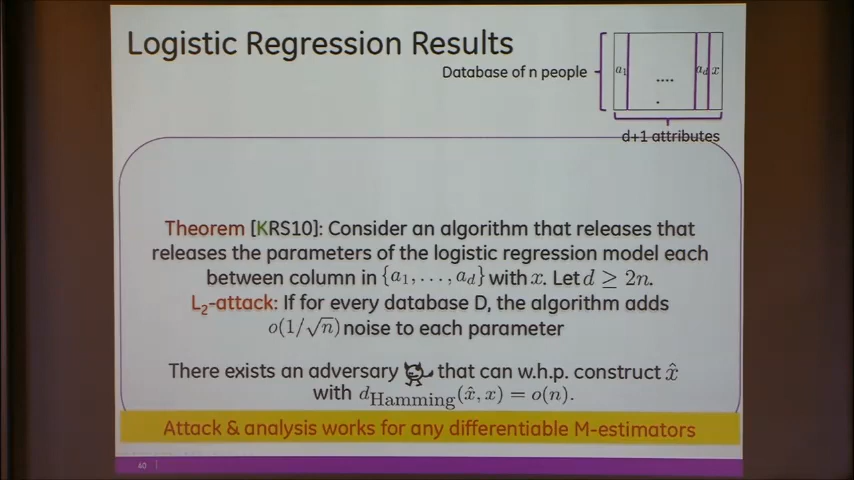 Logistic Regression Results
Database of n people
a₁ .... a_d x
d+1 attributes
Theorem [KRS10]: Consider an algorithm that releases that
releases the parameters of the logistic regression model each
between column in {a₁, . . . , a_d} with x. Let d ≥ 2n.
L₂-attack: If for every database D, the algorithm adds
o(1/√n) noise to each parameter
There exists an adversary that can w.h.p. construct x̂
with d_Hamming(x̂, x) = o(n).
Attack & analysis works for any differentiable M-estimators
40